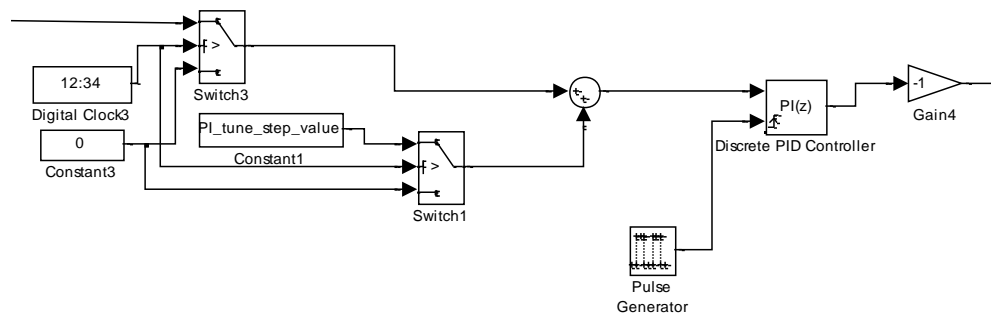 >
Switch3
12:34
Digital Clock3
0
Constant3
PI_tune_step_value
Constant1
>
Switch1
PI(z)
Discrete PID Controller
-1
Gain4
Pulse
Generator